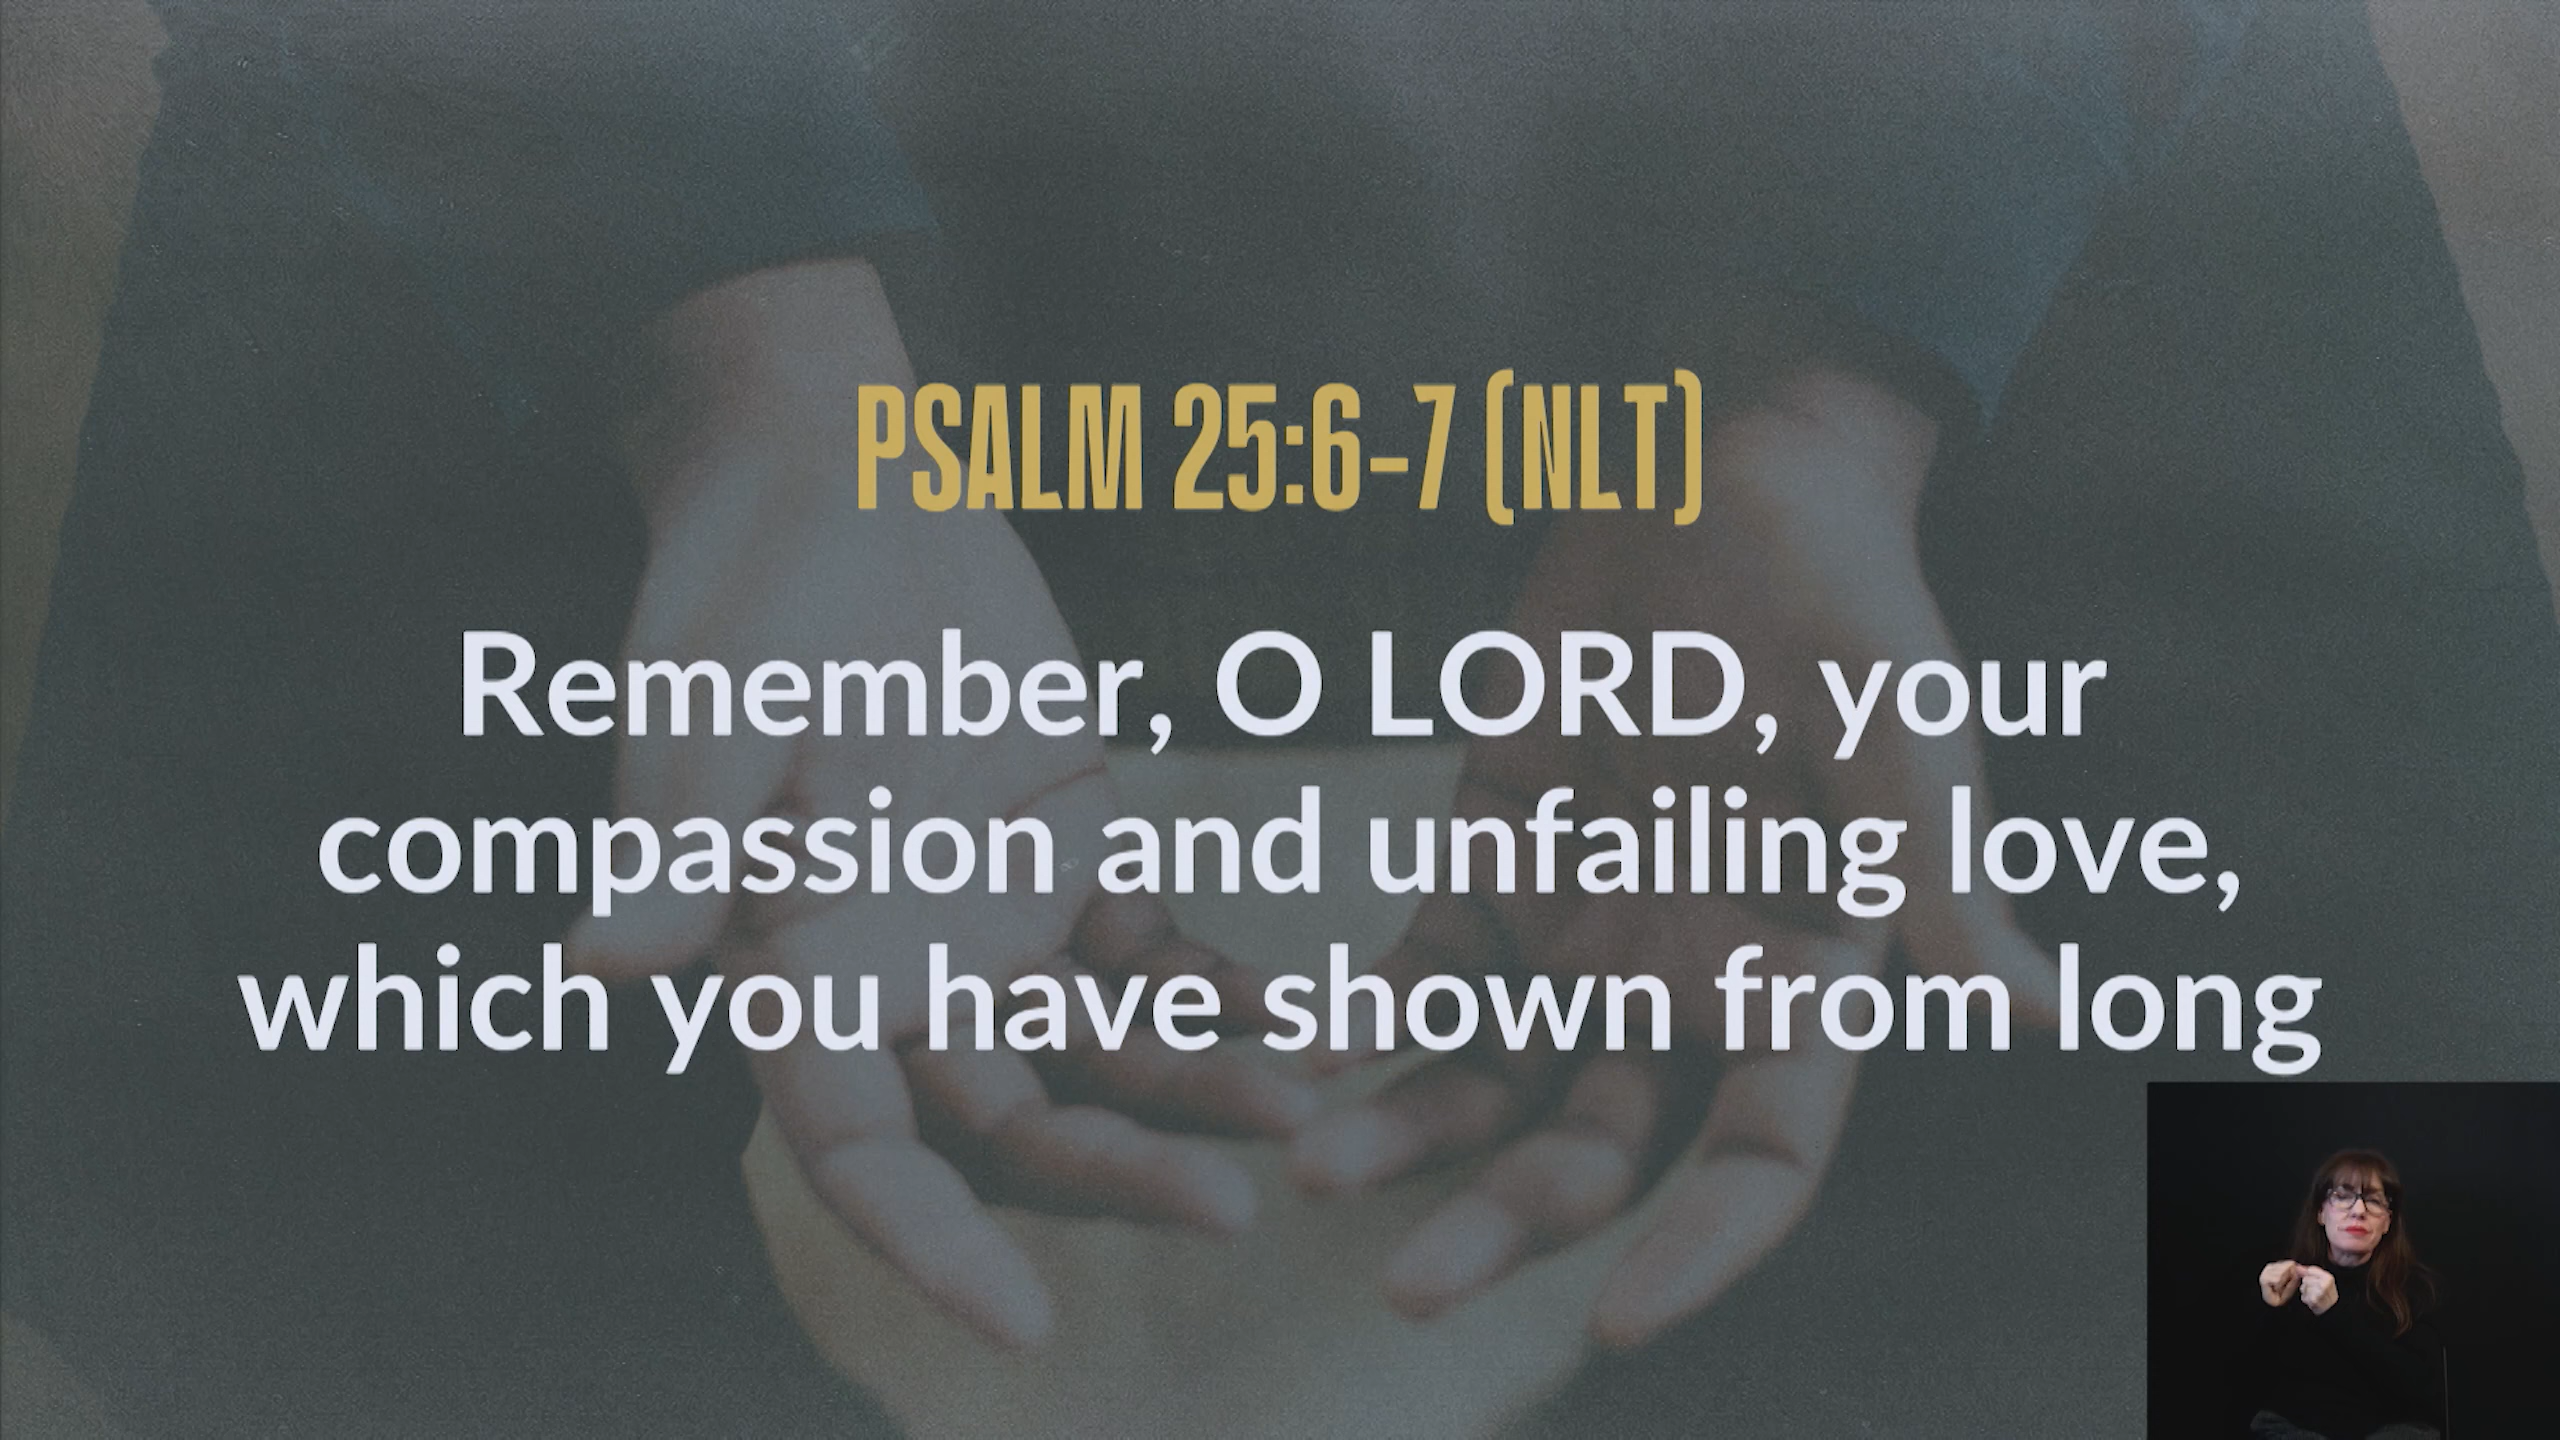 PSALM 25:6-7 (NLT)
Remember, O LORD, your
compassion and unfailing love,
which you have shown from long